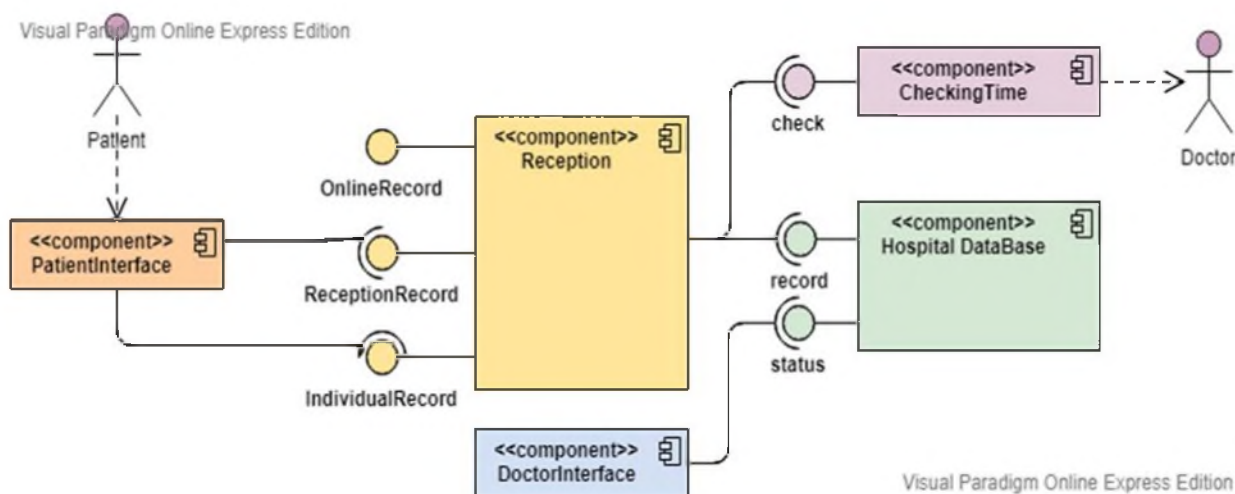 Visual Paradigm Online Express Edition
Patient
<<component>>
PatientInterface
OnlineRecord
ReceptionRecord
IndividualRecord
<<component>>
Reception
<<component>>
DoctorInterface
check
record
status
<<component>>
CheckingTime
<<component>>
Hospital DataBase
Doctor
Visual Paradigm Online Express Edition